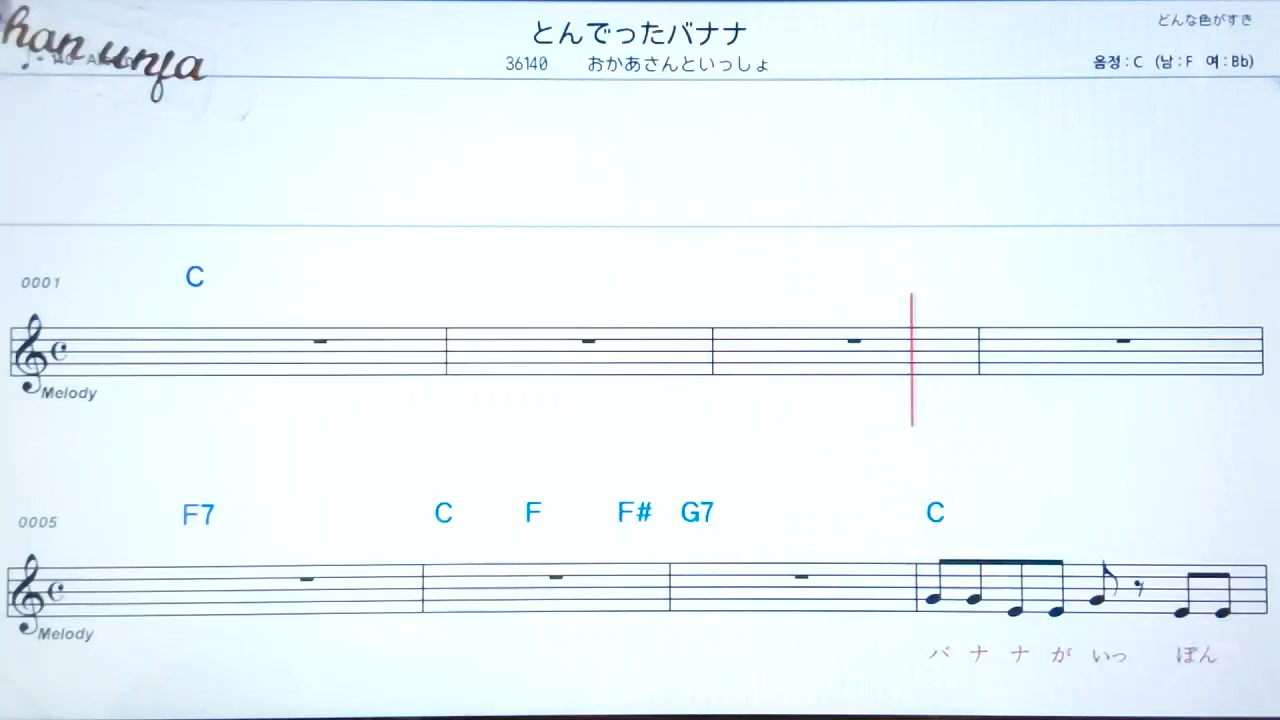 han unfa
とんでったバナナ
どんな色がすき
36140 おかあさんといっしょ
음정:C (남:F 여:Bb)
0001 C
Melody
0005 F7 C F F# G7 C
Melody
バ ナ ナ が いっ ぽん